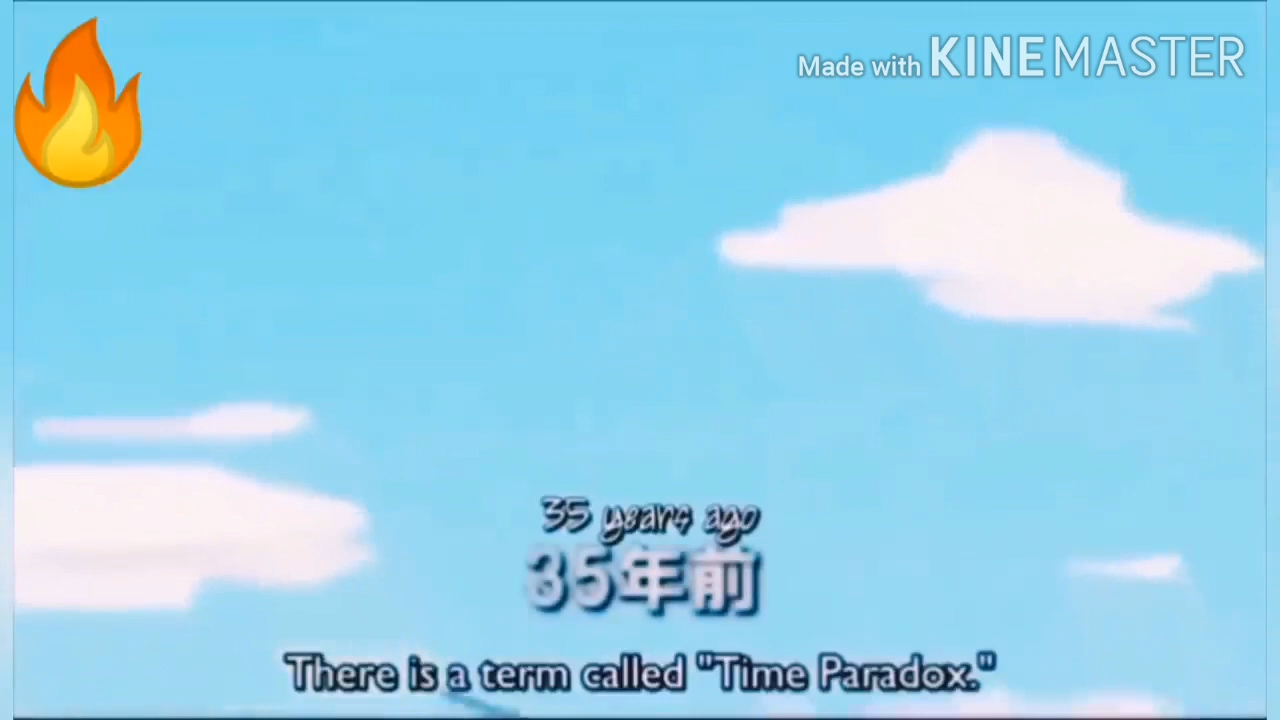 Made with KINEMASTER
35 years ago
35年前
There is a term called "Time Paradox."